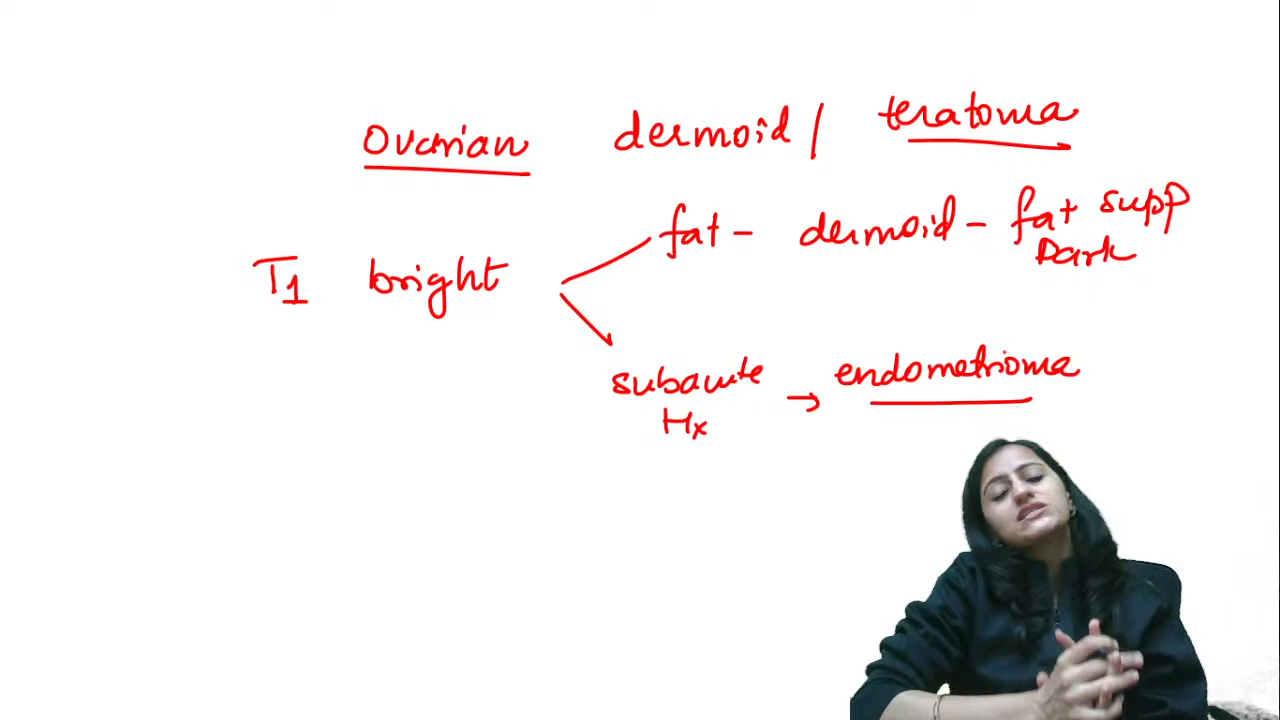 Ovarian dermoid / teratoma
T1 bright
fat - dermoid - fat supp
Dark
subacute → endometrioma
Hx